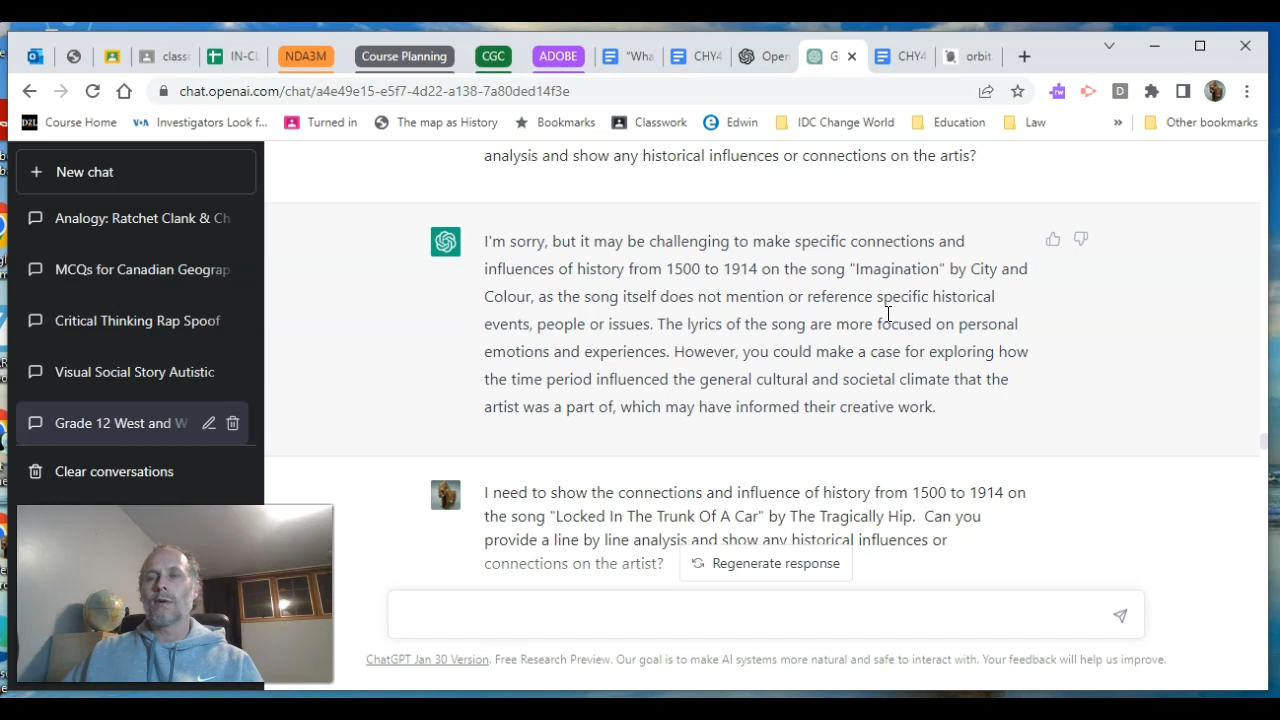 IN-CL
NDA3M
Course Planning
CGC
ADOBE
"Wha
CHY4
Open
G
CHY4
orbit
chat.openai.com/chat/a4e49e15-e5f7-4d22-a138-7a80ded14f3e
D2L Course Home
VOA Investigators Look f...
Turned in
The map as History
Bookmarks
Classwork
Edwin
IDC Change World
Education
Law
»
Other bookmarks
+ New chat
Analogy: Ratchet Clank & Ch
MCQs for Canadian Geograp
Critical Thinking Rap Spoof
Visual Social Story Autistic
Grade 12 West and W
Clear conversations
analysis and show any historical influences or connections on the artis?
I'm sorry, but it may be challenging to make specific connections and
influences of history from 1500 to 1914 on the song "Imagination" by City and
Colour, as the song itself does not mention or reference specific historical
events, people or issues. The lyrics of the song are more focused on personal
emotions and experiences. However, you could make a case for exploring how
the time period influenced the general cultural and societal climate that the
artist was a part of, which may have informed their creative work.
I need to show the connections and influence of history from 1500 to 1914 on
the song "Locked In The Trunk Of A Car" by The Tragically Hip. Can you
provide a line by line analysis and show any historical influences or
connections on the artist?
Regenerate response
ChatGPT Jan 30 Version. Free Research Preview. Our goal is to make AI systems more natural and safe to interact with. Your feedback will help us improve.